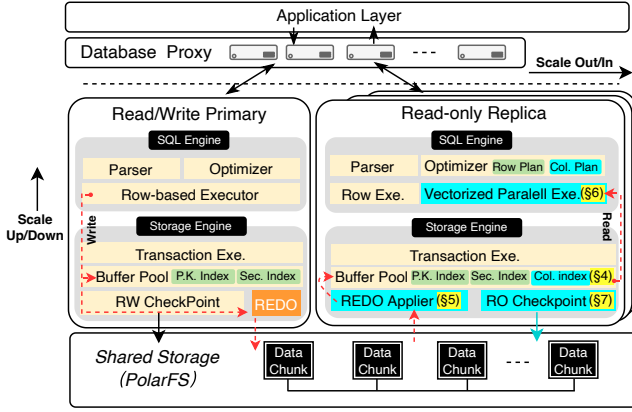 Application Layer
Database Proxy
Scale Out/In
Read/Write Primary
SQL Engine
Parser
Optimizer
Row-based Executor
Storage Engine
Transaction Exe.
Buffer Pool P.K. Index Sec. Index
RW CheckPoint REDO
Write
Scale
Up/Down
Read-only Replica
SQL Engine
Parser
Optimizer Row Plan Col. Plan
Row Exe. Vectorized Paralell Exe. (§6)
Storage Engine
Transaction Exe.
Buffer Pool P.K. Index Sec. Index Col. index (§4)
REDO Applier (§5) RO Checkpoint (§7)
Read
Shared Storage
(PolarFS)
Data
Chunk
Data
Chunk
Data
Chunk
Data
Chunk